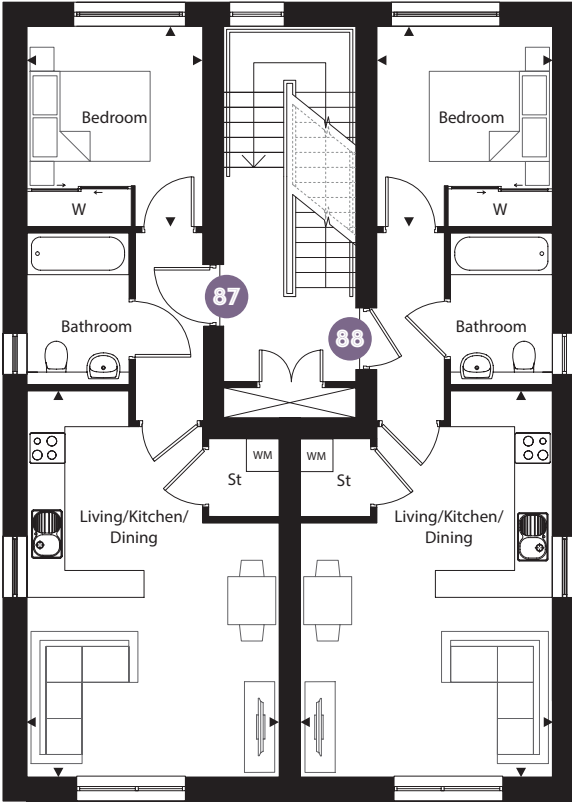 Bedroom
Bedroom
W
W
87
88
Bathroom
Bathroom
WM
WM
St
St
Living/Kitchen/
Dining
Living/Kitchen/
Dining